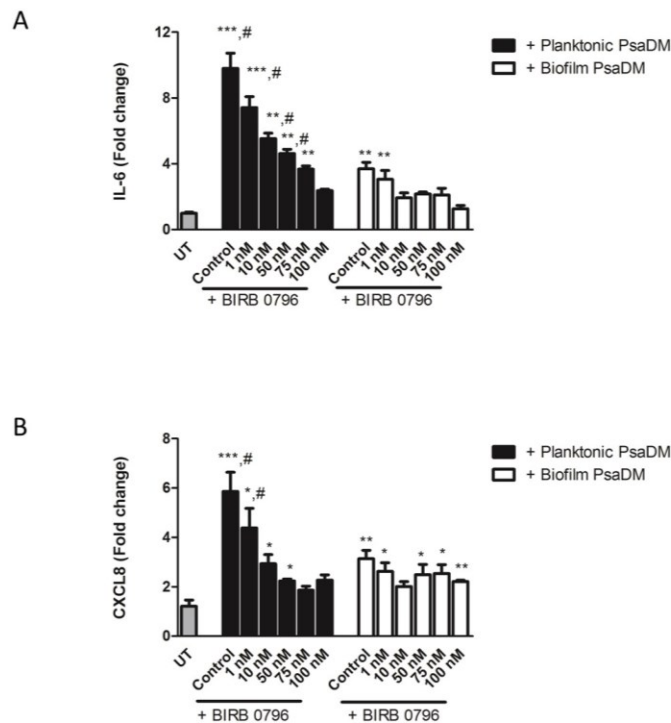 A
***,#
***,#
**,#
**,#
**
** **
+ Planktonic PsaDM
+ Biofilm PsaDM
IL-6 (Fold change)
12
8
4
0
UT Control 1 nM 10 nM 50 nM 75 nM 100 nM Control 1 nM 10 nM 50 nM 75 nM 100 nM
+ BIRB 0796 + BIRB 0796
B
***,#
*,#
*
*
** * * * **
+ Planktonic PsaDM
+ Biofilm PsaDM
CXCL8 (Fold change)
8
6
4
2
0
UT Control 1 nM 10 nM 50 nM 75 nM 100 nM Control 1 nM 10 nM 50 nM 75 nM 100 nM
+ BIRB 0796 + BIRB 0796